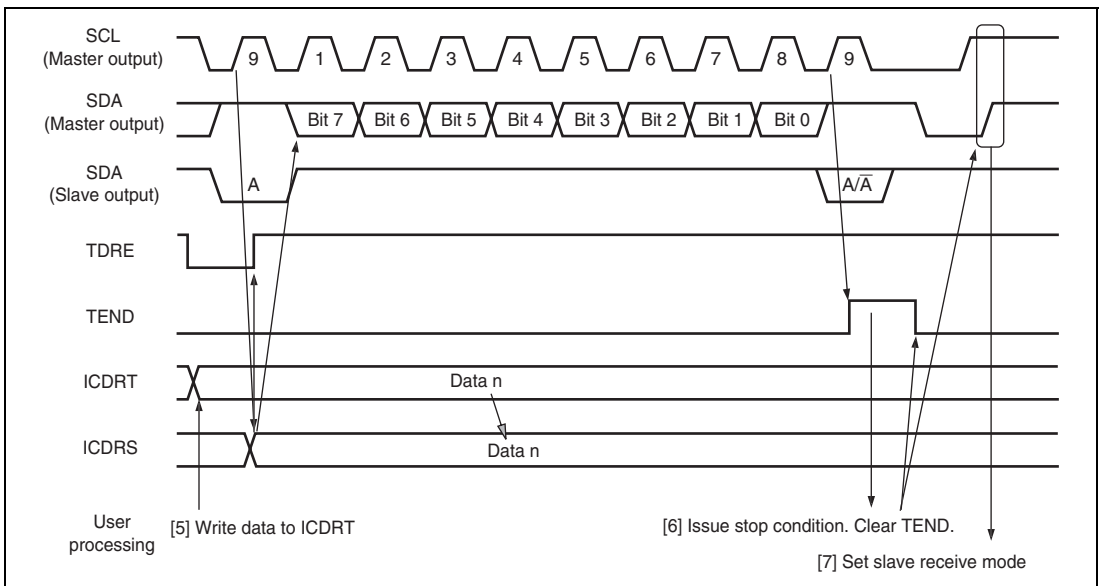 SCL
(Master output)
9 1 2 3 4 5 6 7 8 9
SDA
(Master output)
Bit 7 Bit 6 Bit 5 Bit 4 Bit 3 Bit 2 Bit 1 Bit 0
SDA
(Slave output)
A A/A̅
TDRE
TEND
ICDRT
Data n
ICDRS
Data n
User
processing
[5] Write data to ICDRT
[6] Issue stop condition. Clear TEND.
[7] Set slave receive mode